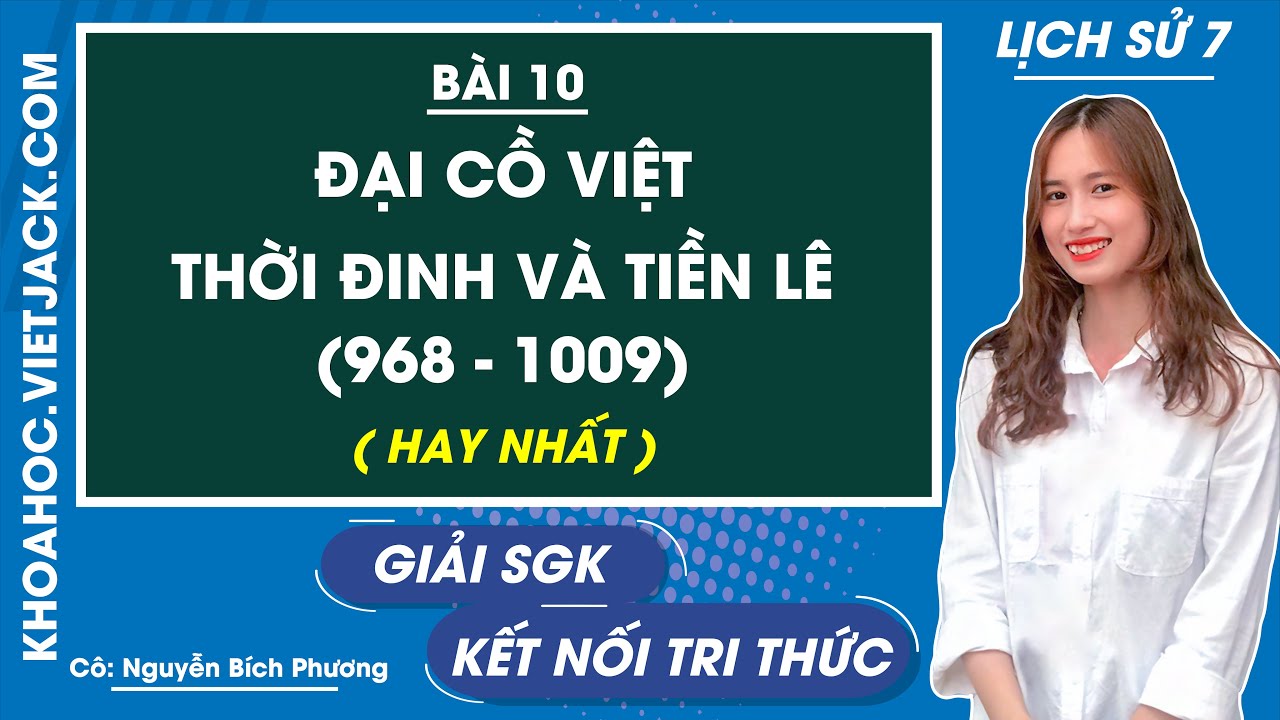 LỊCH SỬ 7
BÀI 10
ĐẠI CỒ VIỆT
THỜI ĐINH VÀ TIỀN LÊ
(968 - 1009)
( HAY NHẤT )
GIẢI SGK
KẾT NỐI TRI THỨC
Cô: Nguyễn Bích Phương
KHOAHOC.VIETJACK.COM